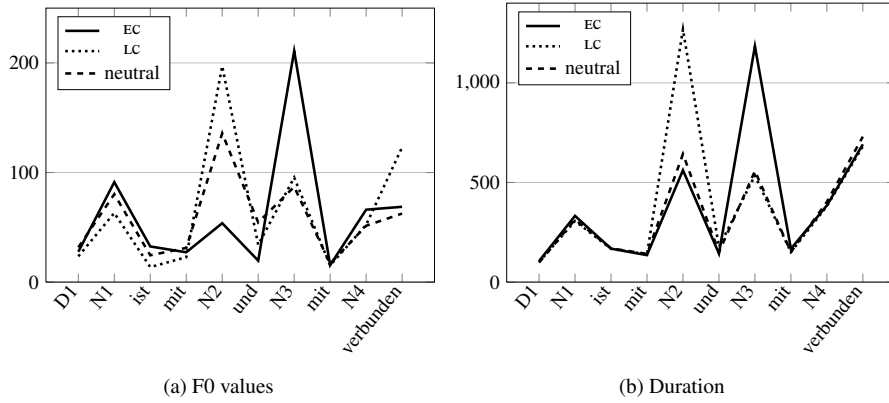 EC
LC
neutral
200
100
0
D1
N1
ist
mit
N2
und
N3
mit
N4
verbunden
(a) F0 values
EC
LC
neutral
1,000
500
0
D1
N1
ist
mit
N2
und
N3
mit
N4
verbunden
(b) Duration